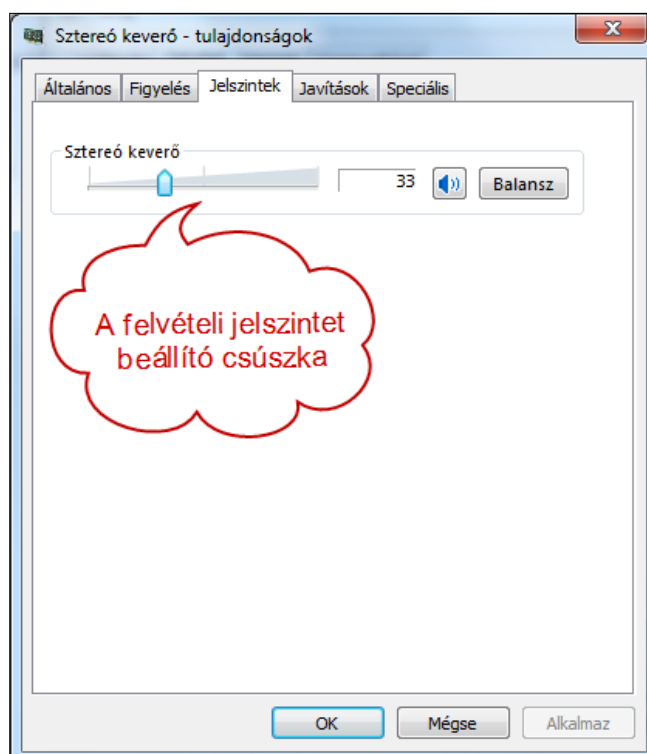 Sztereó keverő - tulajdonságok
Általános Figyelés Jelszintek Javítások Speciális
Sztereó keverő
33 Balansz
A felvételi jelszintet
beállító csúszka
OK Mégse Alkalmaz